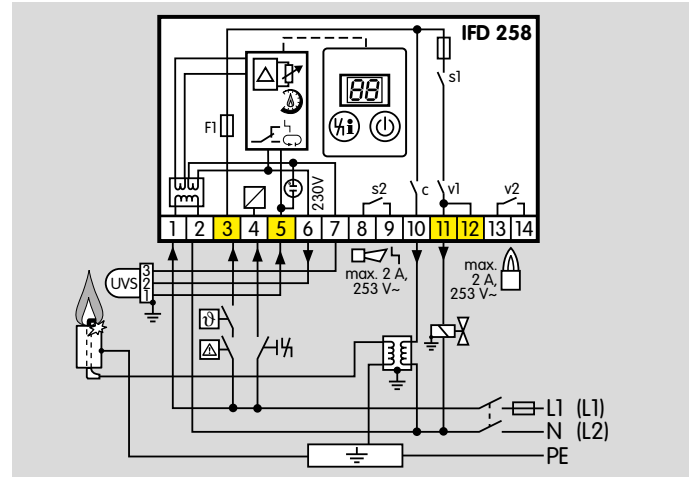 IFD 258
s1
88
F1
i
230V
s2
c
v1
v2
1 2 3 4 5 6 7 8 9 10 11 12 13 14
max. 2 A,
253 V~
max.
2 A,
253 V~
UVS
3
2
1
ϑ
L1 (L1)
N (L2)
PE